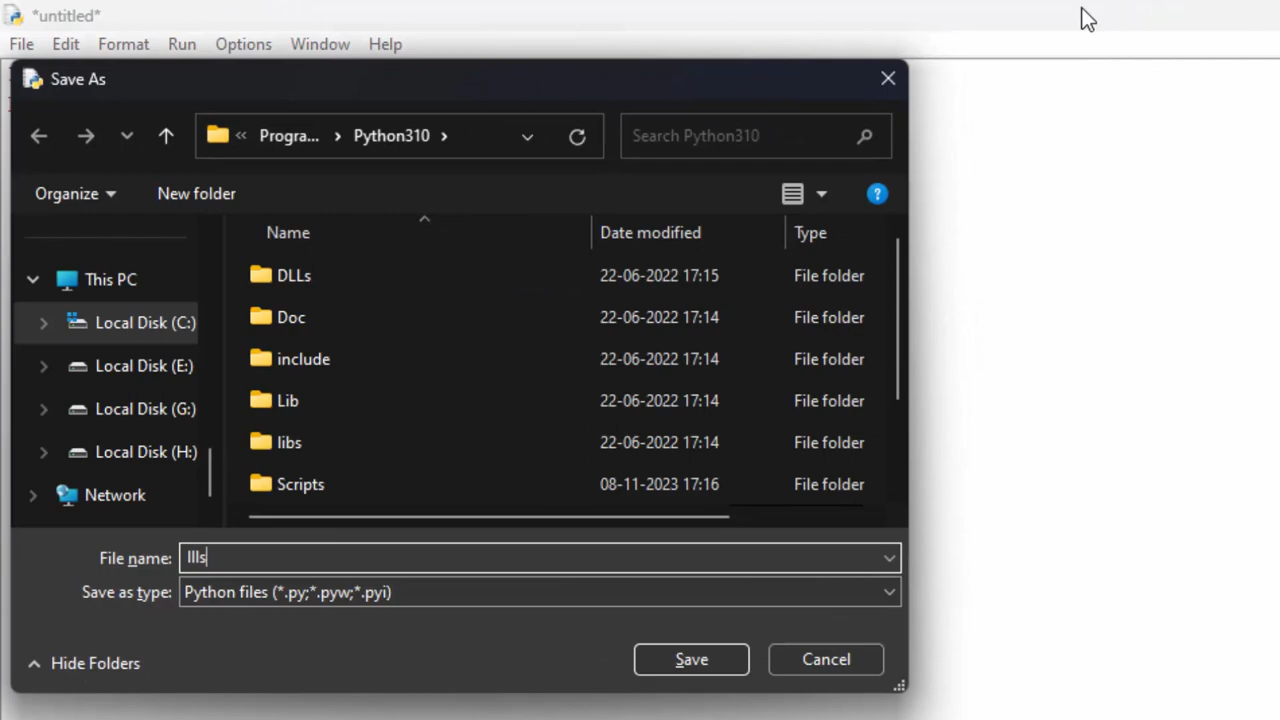 *untitled*
File Edit Format Run Options Window Help
Save As
« Progra... › Python310 ›
Search Python310
Organize New folder
Name Date modified Type
This PC
Local Disk (C:)
Local Disk (E:)
Local Disk (G:)
Local Disk (H:)
Network
DLLs 22-06-2022 17:15 File folder
Doc 22-06-2022 17:14 File folder
include 22-06-2022 17:14 File folder
Lib 22-06-2022 17:14 File folder
libs 22-06-2022 17:14 File folder
Scripts 08-11-2023 17:16 File folder
File name: llls
Save as type: Python files (*.py;*.pyw;*.pyi)
Hide Folders
Save Cancel